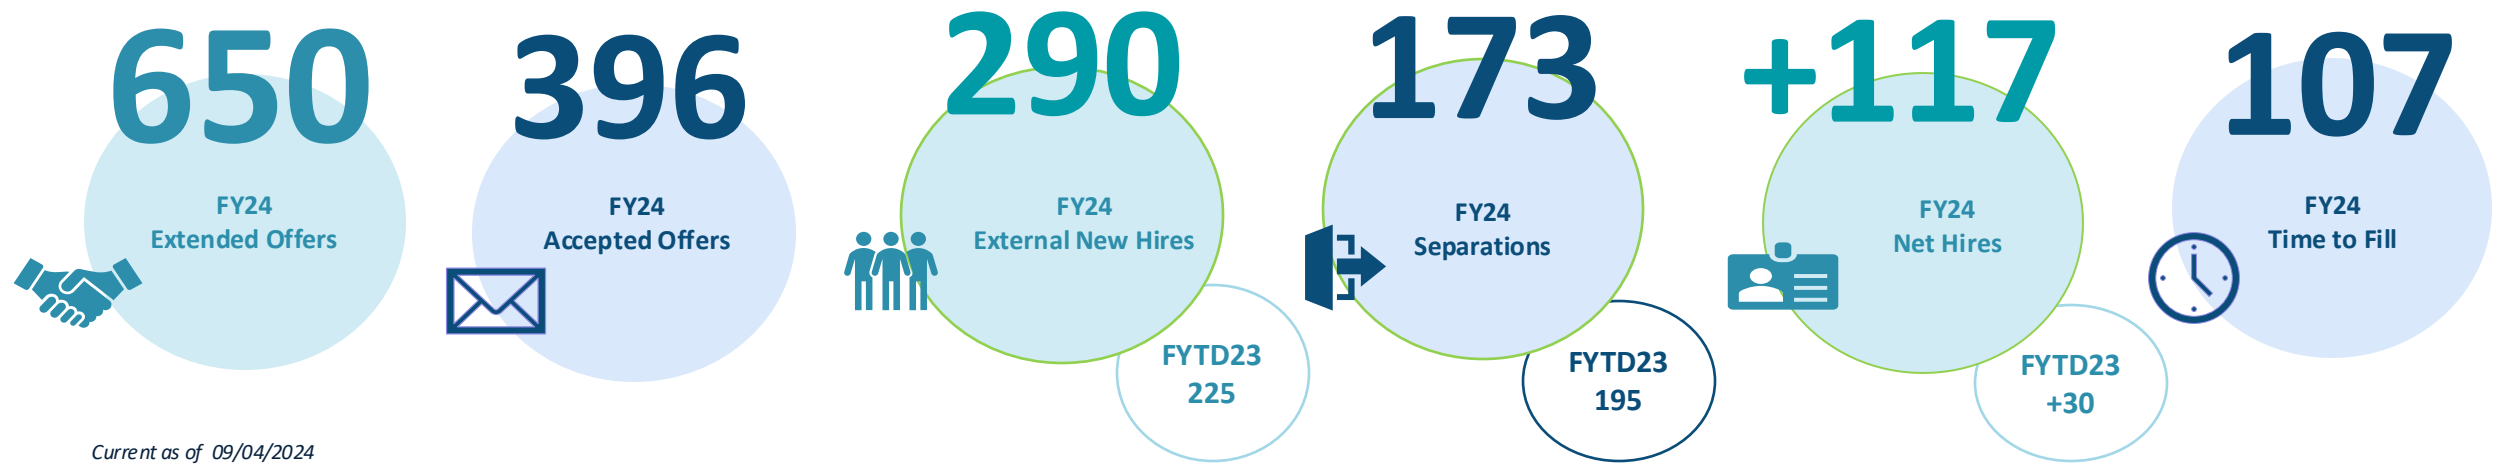 650
FY24
Extended Offers
396
FY24
Accepted Offers
290
FY24
External New Hires
FYTD23
225
173
FY24
Separations
FYTD23
195
+117
FY24
Net Hires
FYTD23
+30
107
FY24
Time to Fill
Current as of 09/04/2024